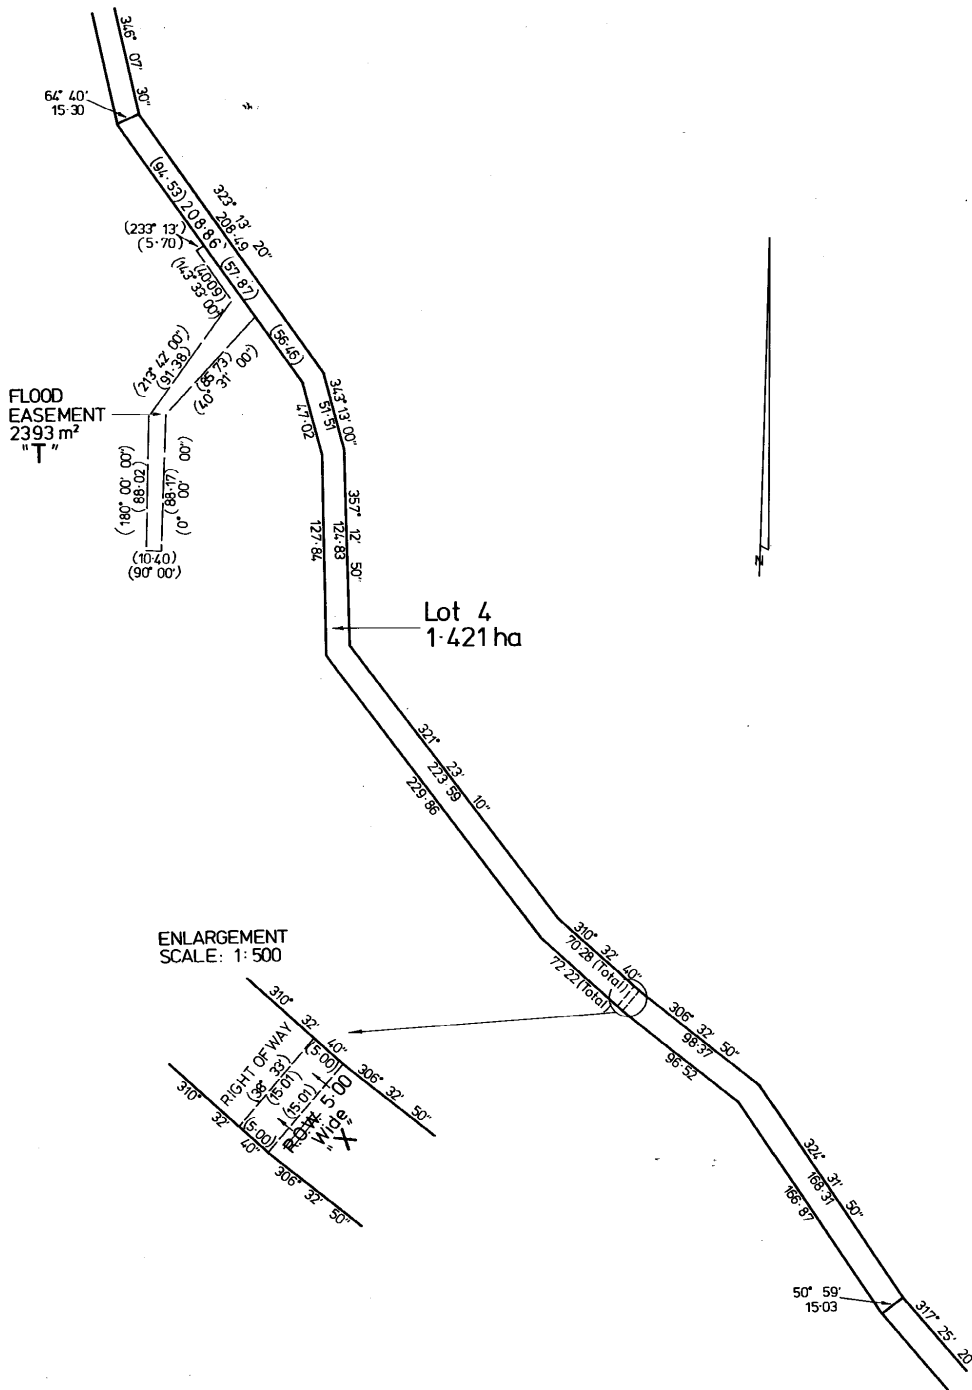 346° 07' 30"
64° 40'
15·30
(94·53) 208·86
323° 13' 20"
208·49
(233° 13')
(5·70)
(40·09)
(143° 33' 00")
(57·87)
(56·46)
(213° 42' 00")
(91·38)
(85·73)
(40° 31' 00")
343° 13' 00"
51·51
47·02
FLOOD
EASEMENT
2393 m²
"T"
(180° 00' 00")
(88·02)
(88·17)
(0° 00' 00")
(10·40)
(90° 00')
357° 12' 50"
124·83
127·84
N
Lot 4
1·421 ha
321° 23' 10"
223·59
229·86
ENLARGEMENT
SCALE: 1:500
310° 32' 40"
70·28 (Total)
72·22 (Total)
306° 32' 50"
98·37
96·52
310° 32' 40"
306° 32' 50"
RIGHT OF WAY
(38° 33')
(15·01)
(15·01)
(5·00)
(5·00)
R.O.W. 5·00
Wide
"X"
310° 32' 40"
306° 32' 50"
324° 31' 50"
168·31
166·87
50° 59'
15·03
317° 25' 20